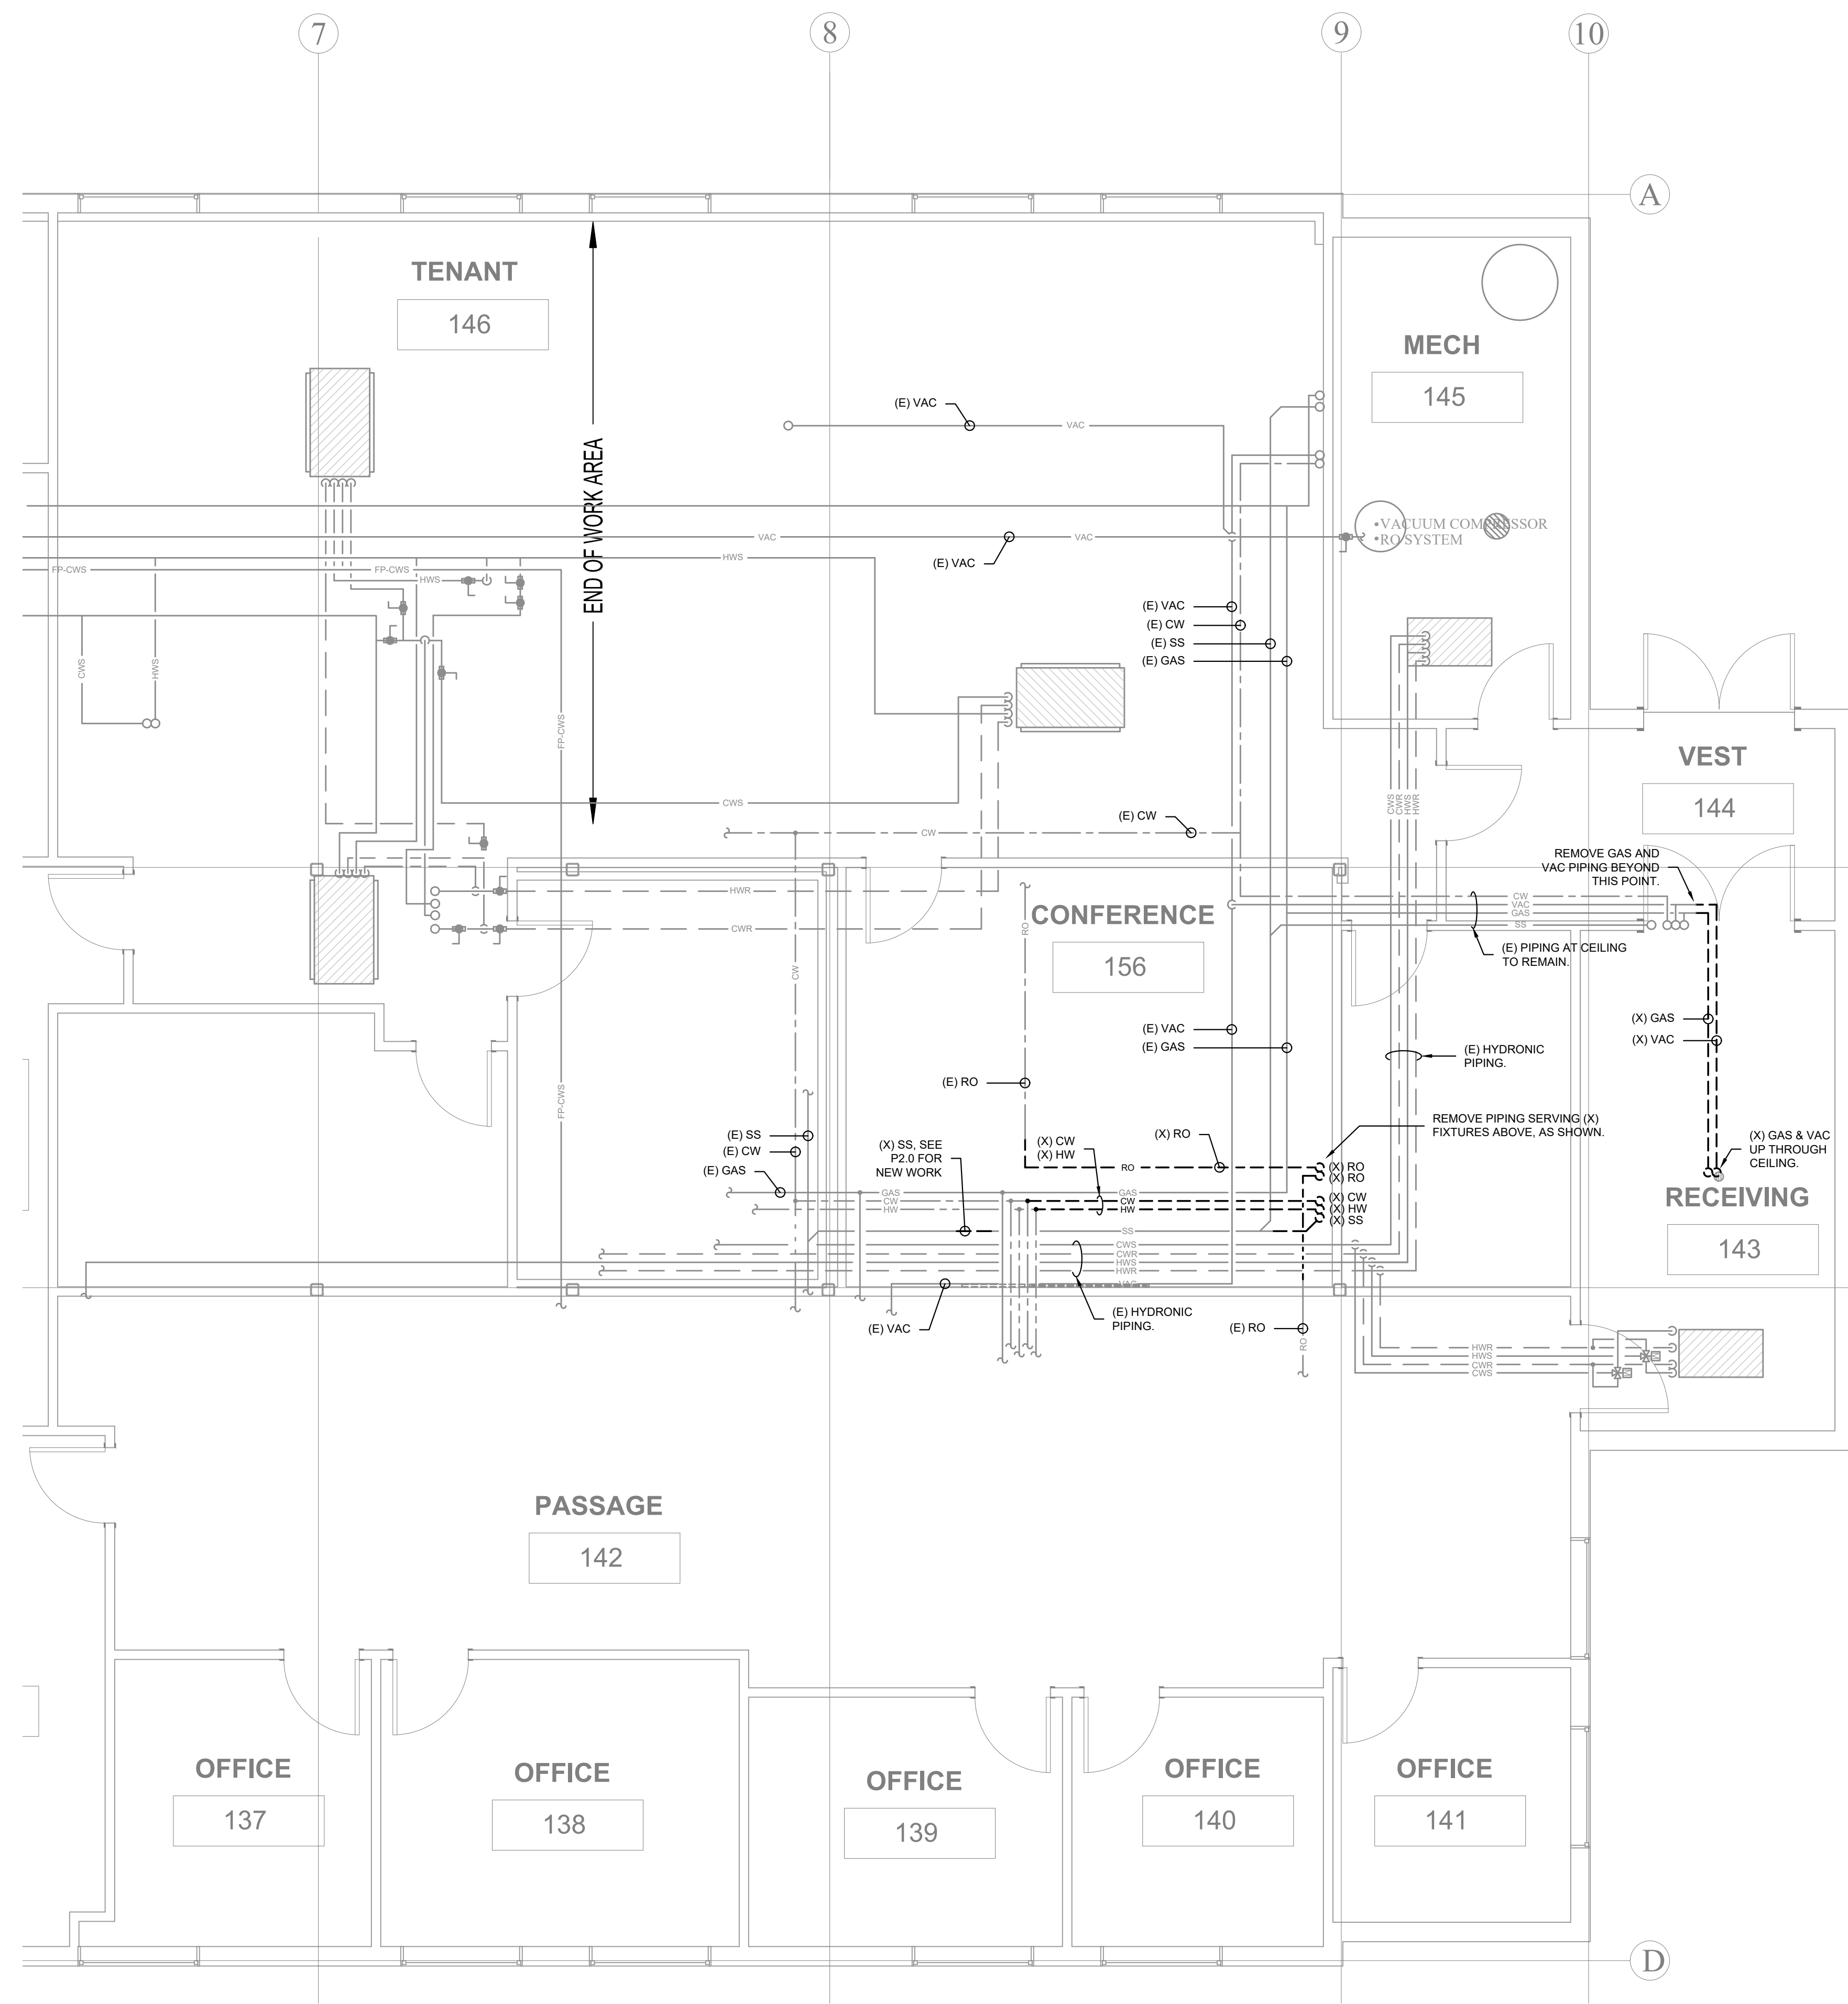 7
8
9
10
A
TENANT
146
MECH
145
END OF WORK AREA
(E) VAC
VAC
•VACUUM COMPRESSOR
•RO SYSTEM
VAC
VAC
(E) VAC
HWS
FP-CWS
FP-CWS
HWS
(E) VAC
(E) CW
(E) SS
(E) GAS
CWS
HWS
FP-CWS
VEST
144
CWS
CWR
HWS
HWR
CWS
(E) CW
CW
REMOVE GAS AND
VAC PIPING BEYOND
THIS POINT.
HWR
CWR
RO
CONFERENCE
156
CW
VAC
GAS
SS
(E) PIPING AT CEILING
TO REMAIN.
CW
(E) VAC
(E) GAS
(X) GAS
(X) VAC
(E) HYDRONIC
PIPING.
(E) RO
FP-CWS
REMOVE PIPING SERVING (X)
FIXTURES ABOVE, AS SHOWN.
(E) SS
(E) CW
(E) GAS
(X) SS, SEE
P2.0 FOR
NEW WORK
(X) CW
(X) HW
(X) RO
RO
(X) RO
(X) RO
(X) CW
(X) HW
(X) SS
(X) GAS & VAC
UP THROUGH
CEILING.
RECEIVING
143
GAS
CW
HW
GAS
CW
HW
SS
CWS
CWR
HWS
HWR
VAC
(E) VAC
(E) HYDRONIC
PIPING.
(E) RO
RO
HWR
HWS
CWR
CWS
PASSAGE
142
OFFICE
137
OFFICE
138
OFFICE
139
OFFICE
140
OFFICE
141
D